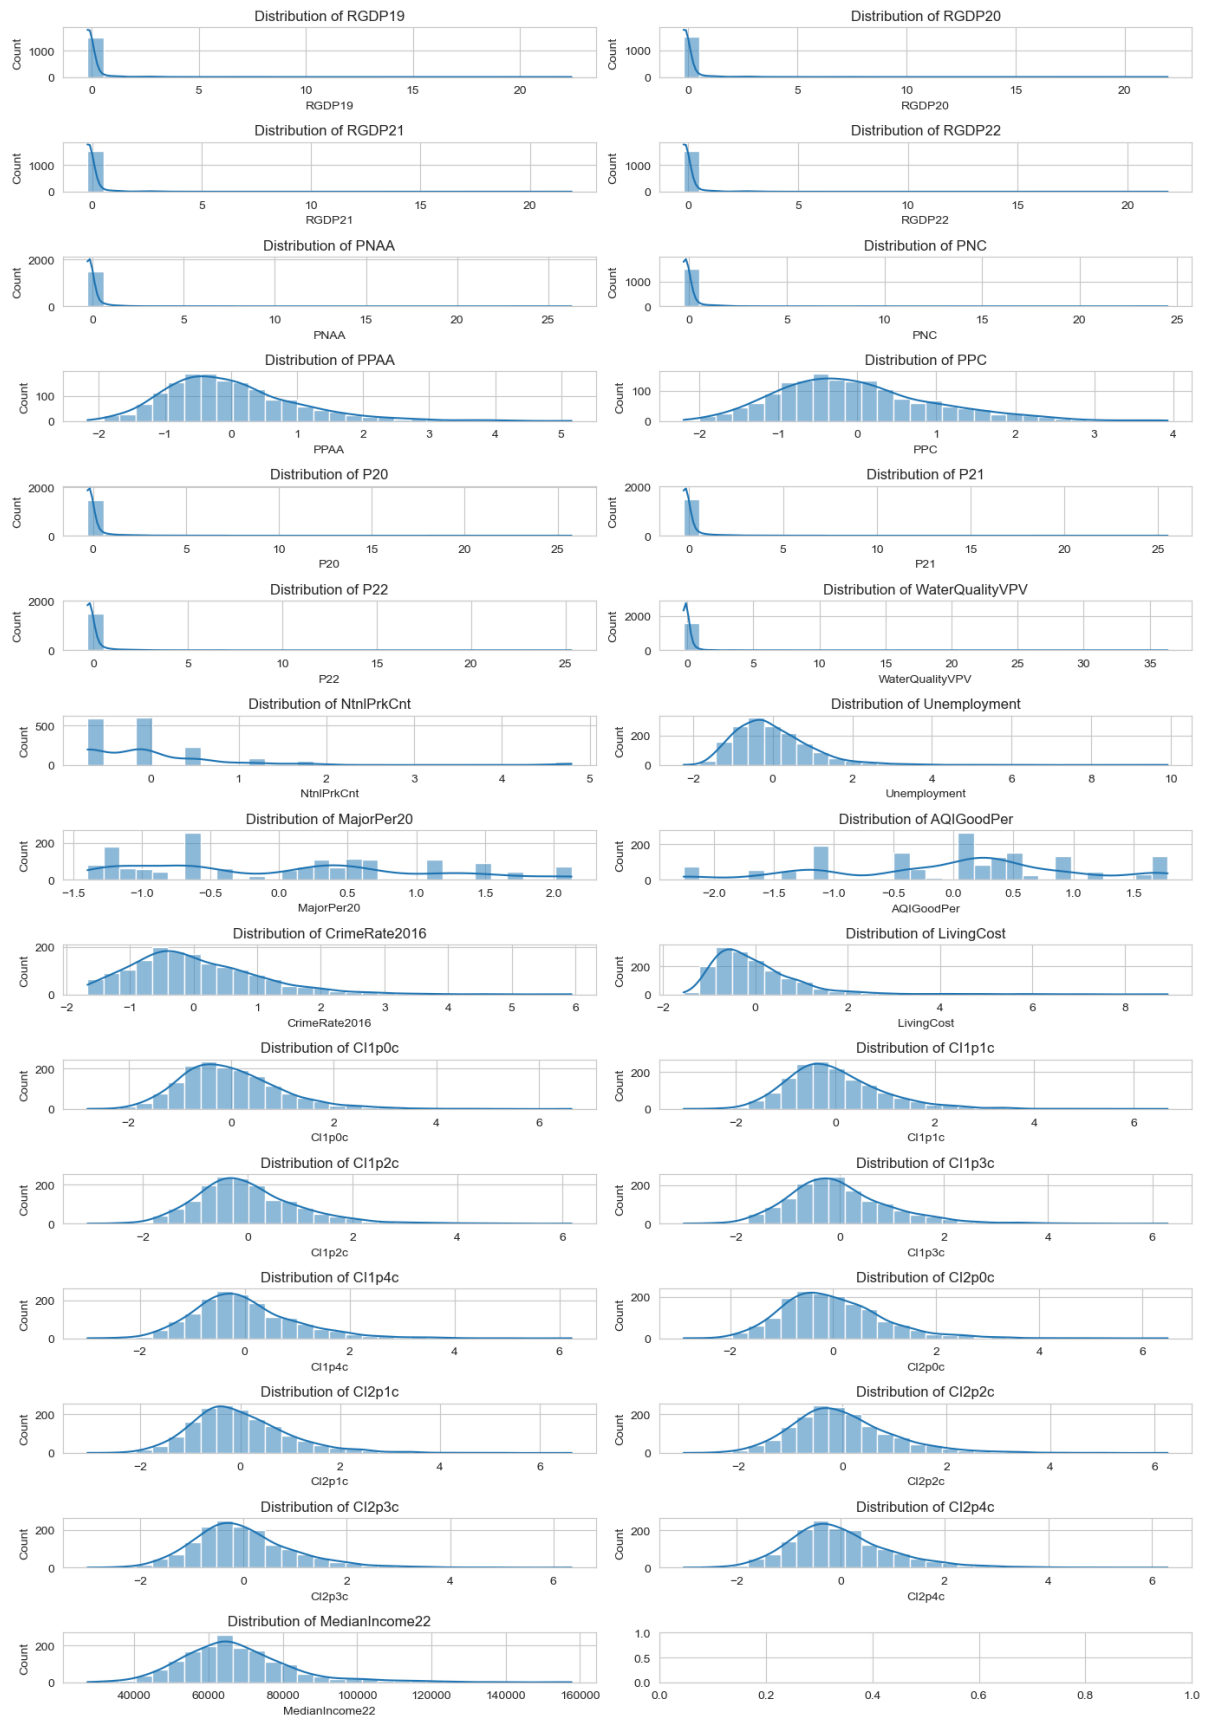 Distribution of RGDP19
Count
1000
0
0 5 10 15 20
RGDP19
Distribution of RGDP20
Count
1000
0
0 5 10 15 20
RGDP20
Distribution of RGDP21
Count
1000
0
0 5 10 15 20
RGDP21
Distribution of RGDP22
Count
1000
0
0 5 10 15 20
RGDP22
Distribution of PNAA
Count
2000
0
0 5 10 15 20 25
PNAA
Distribution of PNC
Count
1000
0
0 5 10 15 20 25
PNC
Distribution of PPAA
Count
100
0
−2 −1 0 1 2 3 4 5
PPAA
Distribution of PPC
Count
100
0
−2 −1 0 1 2 3 4
PPC
Distribution of P20
Count
2000
0
0 5 10 15 20 25
P20
Distribution of P21
Count
2000
0
0 5 10 15 20 25
P21
Distribution of P22
Count
2000
0
0 5 10 15 20 25
P22
Distribution of WaterQualityVPV
Count
2000
0
0 5 10 15 20 25 30 35
WaterQualityVPV
Distribution of NtnlPrkCnt
Count
500
0
0 1 2 3 4 5
NtnlPrkCnt
Distribution of Unemployment
Count
200
0
−2 0 2 4 6 8 10
Unemployment
Distribution of MajorPer20
Count
200
0
−1.5 −1.0 −0.5 0.0 0.5 1.0 1.5 2.0
MajorPer20
Distribution of AQIGoodPer
Count
200
0
−2.0 −1.5 −1.0 −0.5 0.0 0.5 1.0 1.5
AQIGoodPer
Distribution of CrimeRate2016
Count
200
0
−2 −1 0 1 2 3 4 5 6
CrimeRate2016
Distribution of LivingCost
Count
200
0
−2 0 2 4 6 8
LivingCost
Distribution of CI1p0c
Count
200
0
−2 0 2 4 6
CI1p0c
Distribution of CI1p1c
Count
200
0
−2 0 2 4 6
CI1p1c
Distribution of CI1p2c
Count
200
0
−2 0 2 4 6
CI1p2c
Distribution of CI1p3c
Count
200
0
−2 0 2 4 6
CI1p3c
Distribution of CI1p4c
Count
200
0
−2 0 2 4 6
CI1p4c
Distribution of CI2p0c
Count
200
0
−2 0 2 4 6
CI2p0c
Distribution of CI2p1c
Count
200
0
−2 0 2 4 6
CI2p1c
Distribution of CI2p2c
Count
200
0
−2 0 2 4 6
CI2p2c
Distribution of CI2p3c
Count
200
0
−2 0 2 4 6
CI2p3c
Distribution of CI2p4c
Count
200
0
−2 0 2 4 6
CI2p4c
Distribution of MedianIncome22
Count
200
0
40000 60000 80000 100000 120000 140000 160000
MedianIncome22
1.0
0.5
0.0
0.0 0.2 0.4 0.6 0.8 1.0